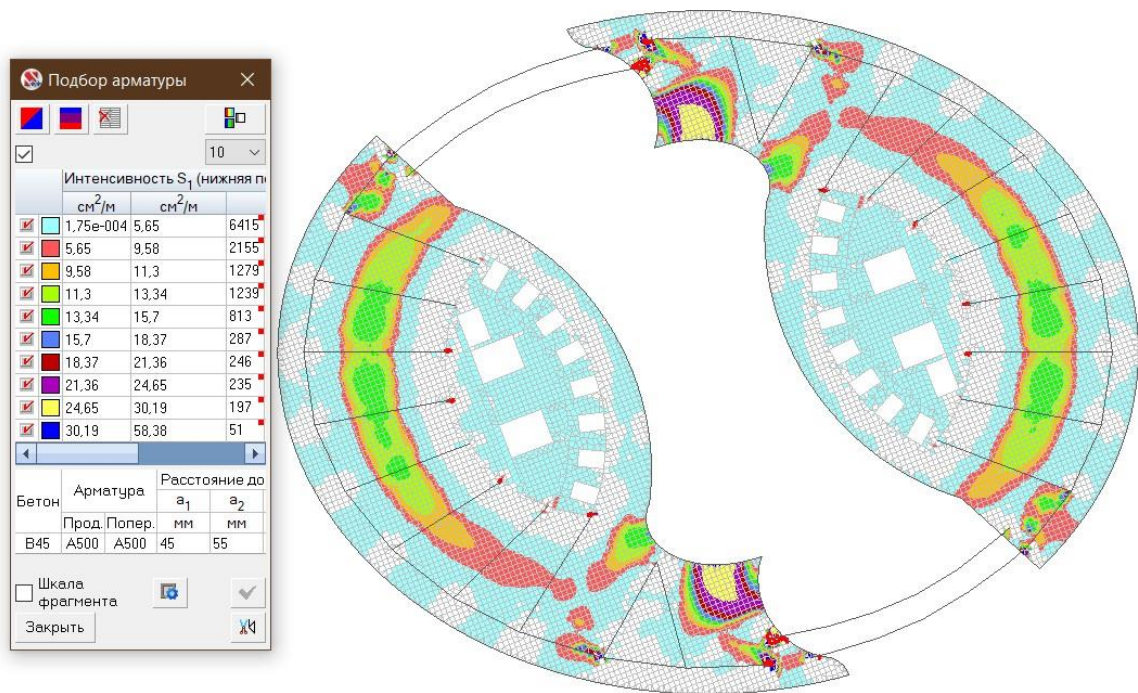 Подбор арматуры
10
Интенсивность S1 (нижняя п
см2/м см2/м
1,75e-004 5,65 6415
5,65 9,58 2155
9,58 11,3 1279
11,3 13,34 1239
13,34 15,7 813
15,7 18,37 287
18,37 21,36 246
21,36 24,65 235
24,65 30,19 197
30,19 58,38 51
Бетон Арматура Расстояние до
a1 a2
Прод. Попер. мм мм
B45 A500 A500 45 55
Шкала
фрагмента
Закрыть